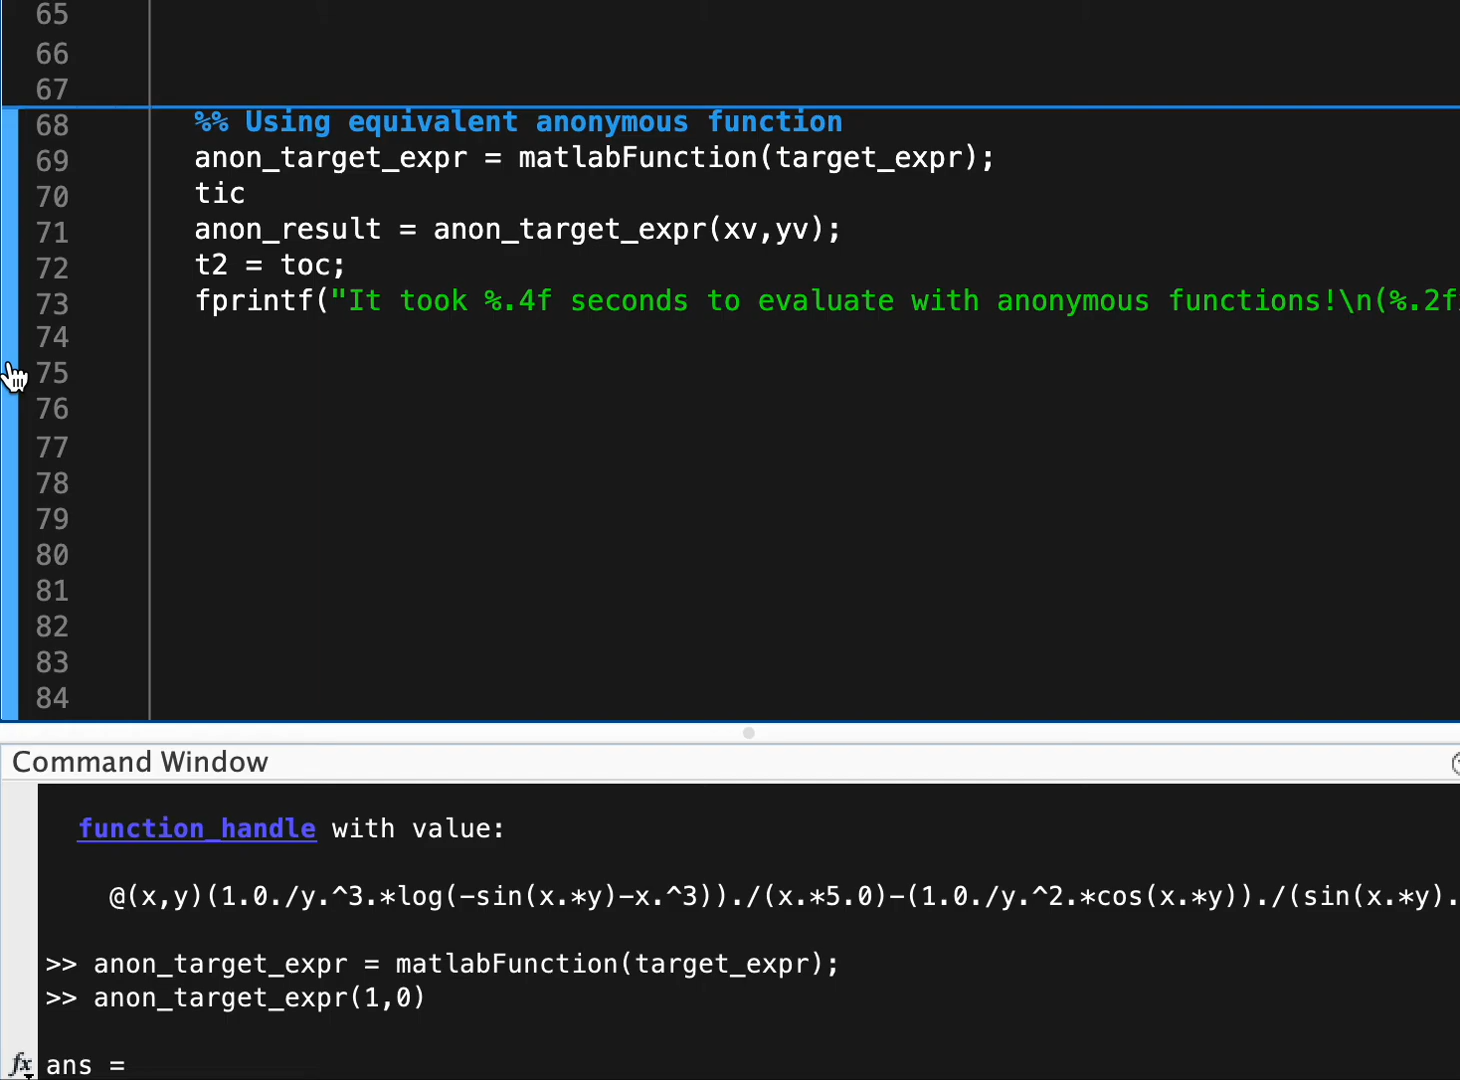 65
66
67
68 %% Using equivalent anonymous function
69 anon_target_expr = matlabFunction(target_expr);
70 tic
71 anon_result = anon_target_expr(xv,yv);
72 t2 = toc;
73 fprintf("It took %.4f seconds to evaluate with anonymous functions!\n(%.2f
74
75
76
77
78
79
80
81
82
83
84
Command Window
function_handle with value:
@(x,y)(1.0./y.^3.*log(-sin(x.*y)-x.^3))./(x.*5.0)-(1.0./y.^2.*cos(x.*y))./(sin(x.*y).
>> anon_target_expr = matlabFunction(target_expr);
>> anon_target_expr(1,0)
fx ans =